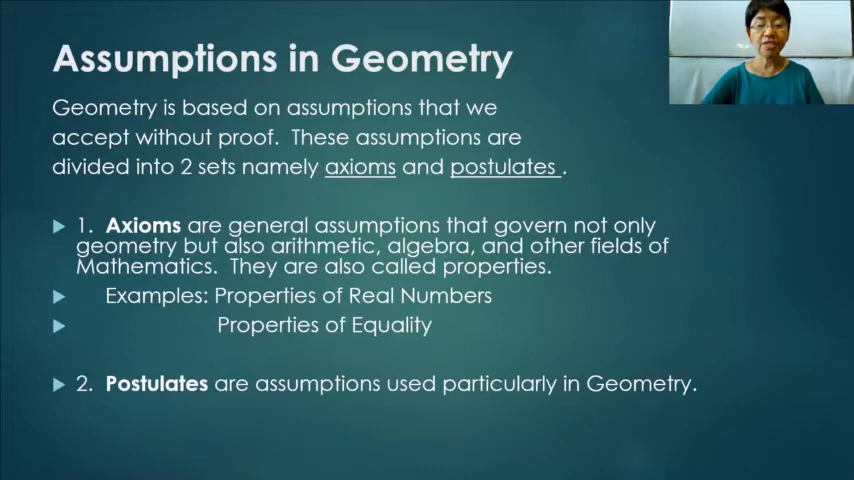 Assumptions in Geometry
Geometry is based on assumptions that we
accept without proof. These assumptions are
divided into 2 sets namely axioms and postulates .
1. Axioms are general assumptions that govern not only
geometry but also arithmetic, algebra, and other fields of
Mathematics. They are also called properties.
Examples: Properties of Real Numbers
Properties of Equality
2. Postulates are assumptions used particularly in Geometry.